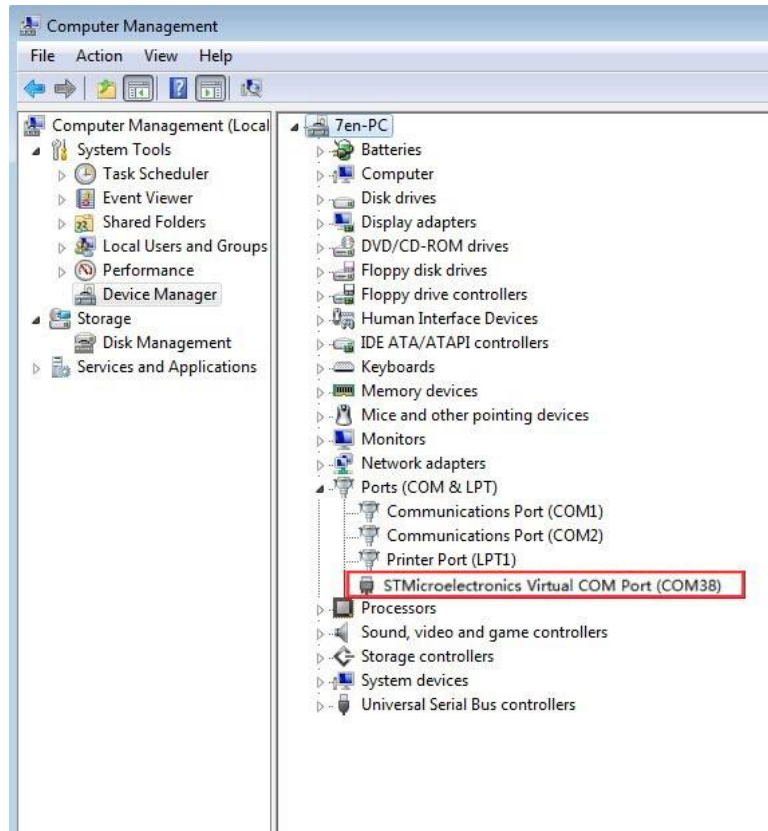 Computer Management
File Action View Help
Computer Management (Local
System Tools
Task Scheduler
Event Viewer
Shared Folders
Local Users and Groups
Performance
Device Manager
Storage
Disk Management
Services and Applications
7en-PC
Batteries
Computer
Disk drives
Display adapters
DVD/CD-ROM drives
Floppy disk drives
Floppy drive controllers
Human Interface Devices
IDE ATA/ATAPI controllers
Keyboards
Memory devices
Mice and other pointing devices
Monitors
Network adapters
Ports (COM & LPT)
Communications Port (COM1)
Communications Port (COM2)
Printer Port (LPT1)
STMicroelectronics Virtual COM Port (COM38)
Processors
Sound, video and game controllers
Storage controllers
System devices
Universal Serial Bus controllers